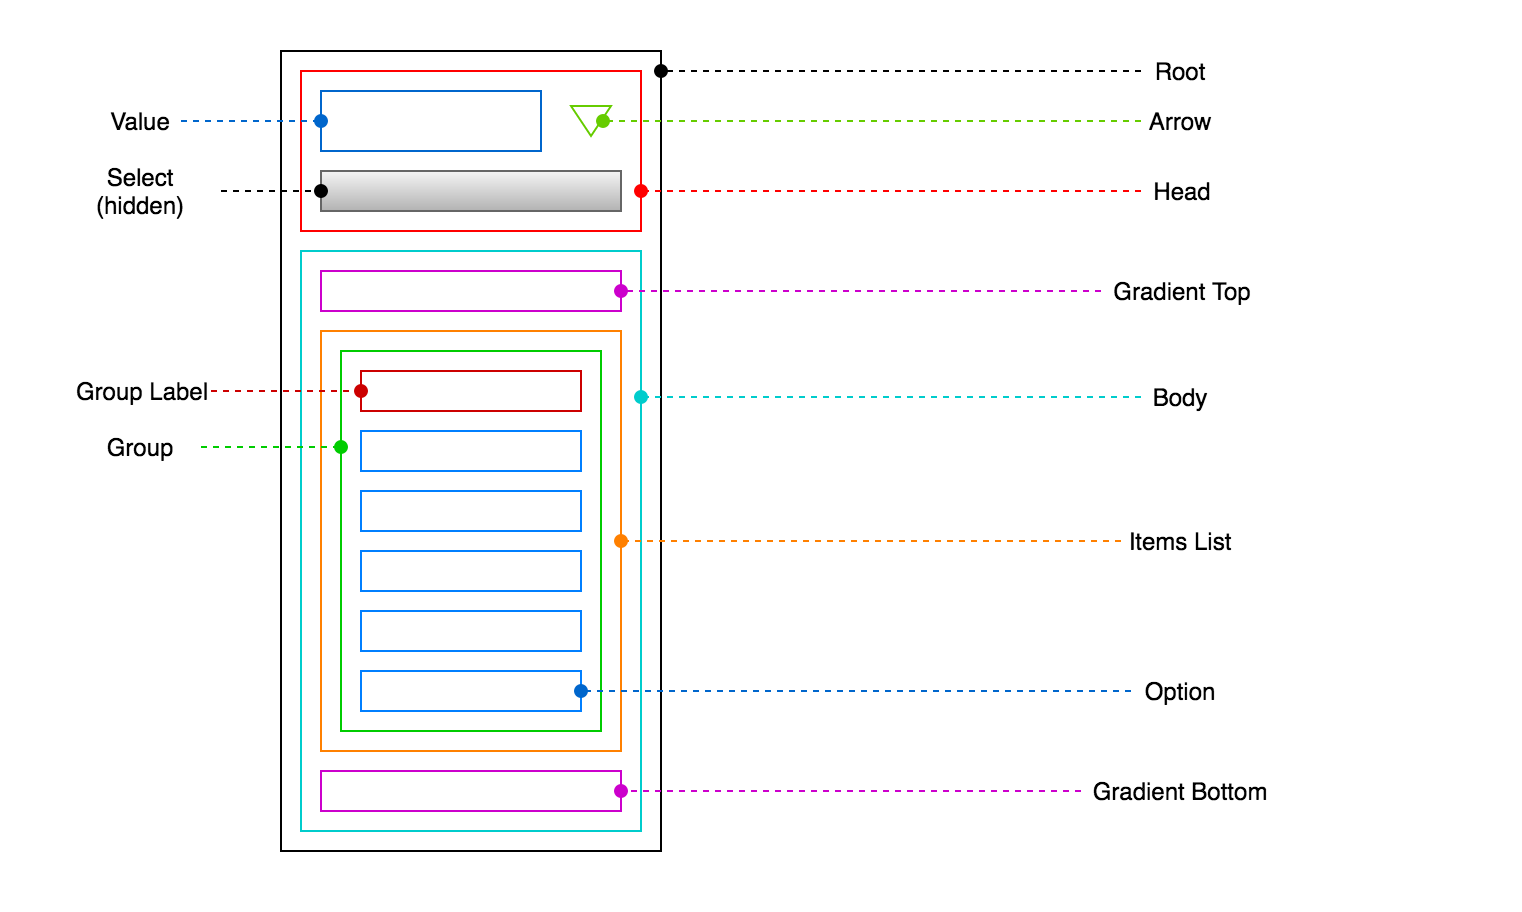 Root
Value
Arrow
Select
(hidden)
Head
Gradient Top
Group Label
Body
Group
Items List
Option
Gradient Bottom